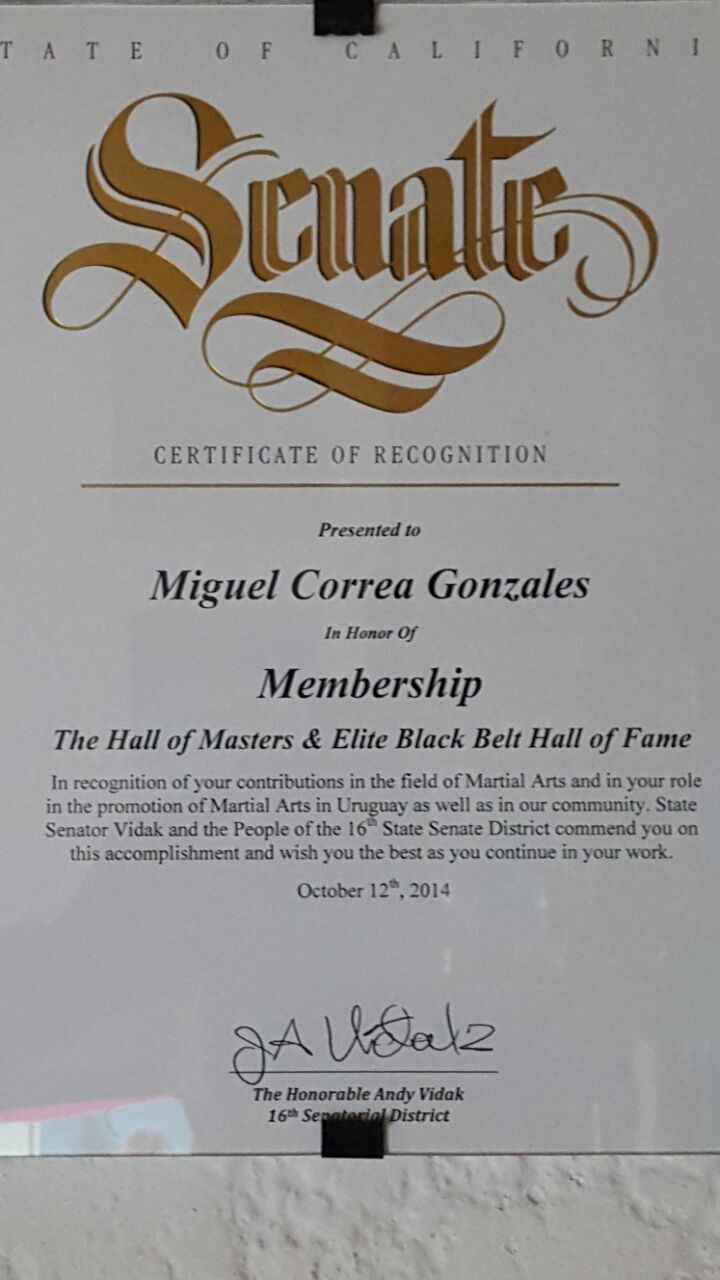 TATE OF CALIFORNI
Senate
CERTIFICATE OF RECOGNITION
Presented to
Miguel Correa Gonzales
In Honor Of
Membership
The Hall of Masters & Elite Black Belt Hall of Fame
In recognition of your contributions in the field of Martial Arts and in your role
in the promotion of Martial Arts in Uruguay as well as in our community. State
Senator Vidak and the People of the 16th State Senate District commend you on
this accomplishment and wish you the best as you continue in your work.
October 12th, 2014
JA Vidak
The Honorable Andy Vidak
16th Senatorial District